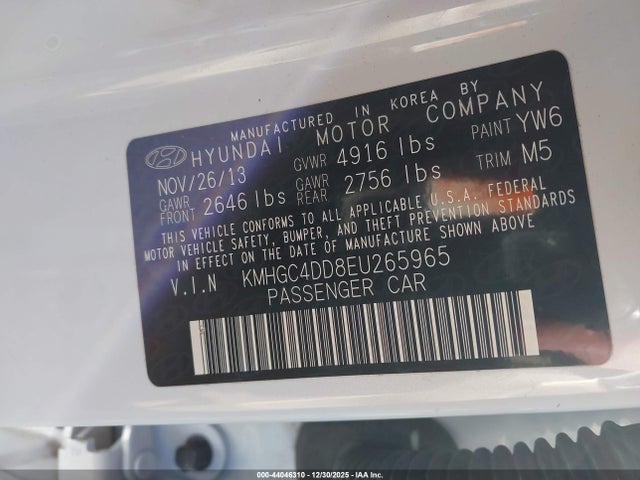 MANUFACTURED IN KOREA BY
HYUNDAI MOTOR COMPANY
NOV/26/13 GVWR 4916 lbs PAINT YW6
GAWR FRONT 2646 lbs GAWR REAR 2756 lbs TRIM M5
THIS VEHICLE CONFORMS TO ALL APPLICABLE U.S.A. FEDERAL
MOTOR VEHICLE SAFETY, BUMPER, AND THEFT PREVENTION STANDARDS
IN EFFECT ON THE DATE OF MANUFACTURE SHOWN ABOVE
V.I.N KMHGC4DD8EU265965
PASSENGER CAR
000-44046310 - 12/30/2025 - IAA Inc.